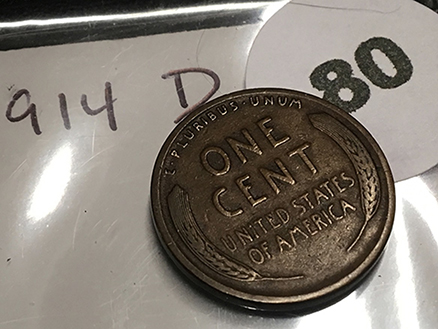 914 D
80
E·PLURIBUS·UNUM
ONE
CENT
UNITED STATES
OF AMERICA